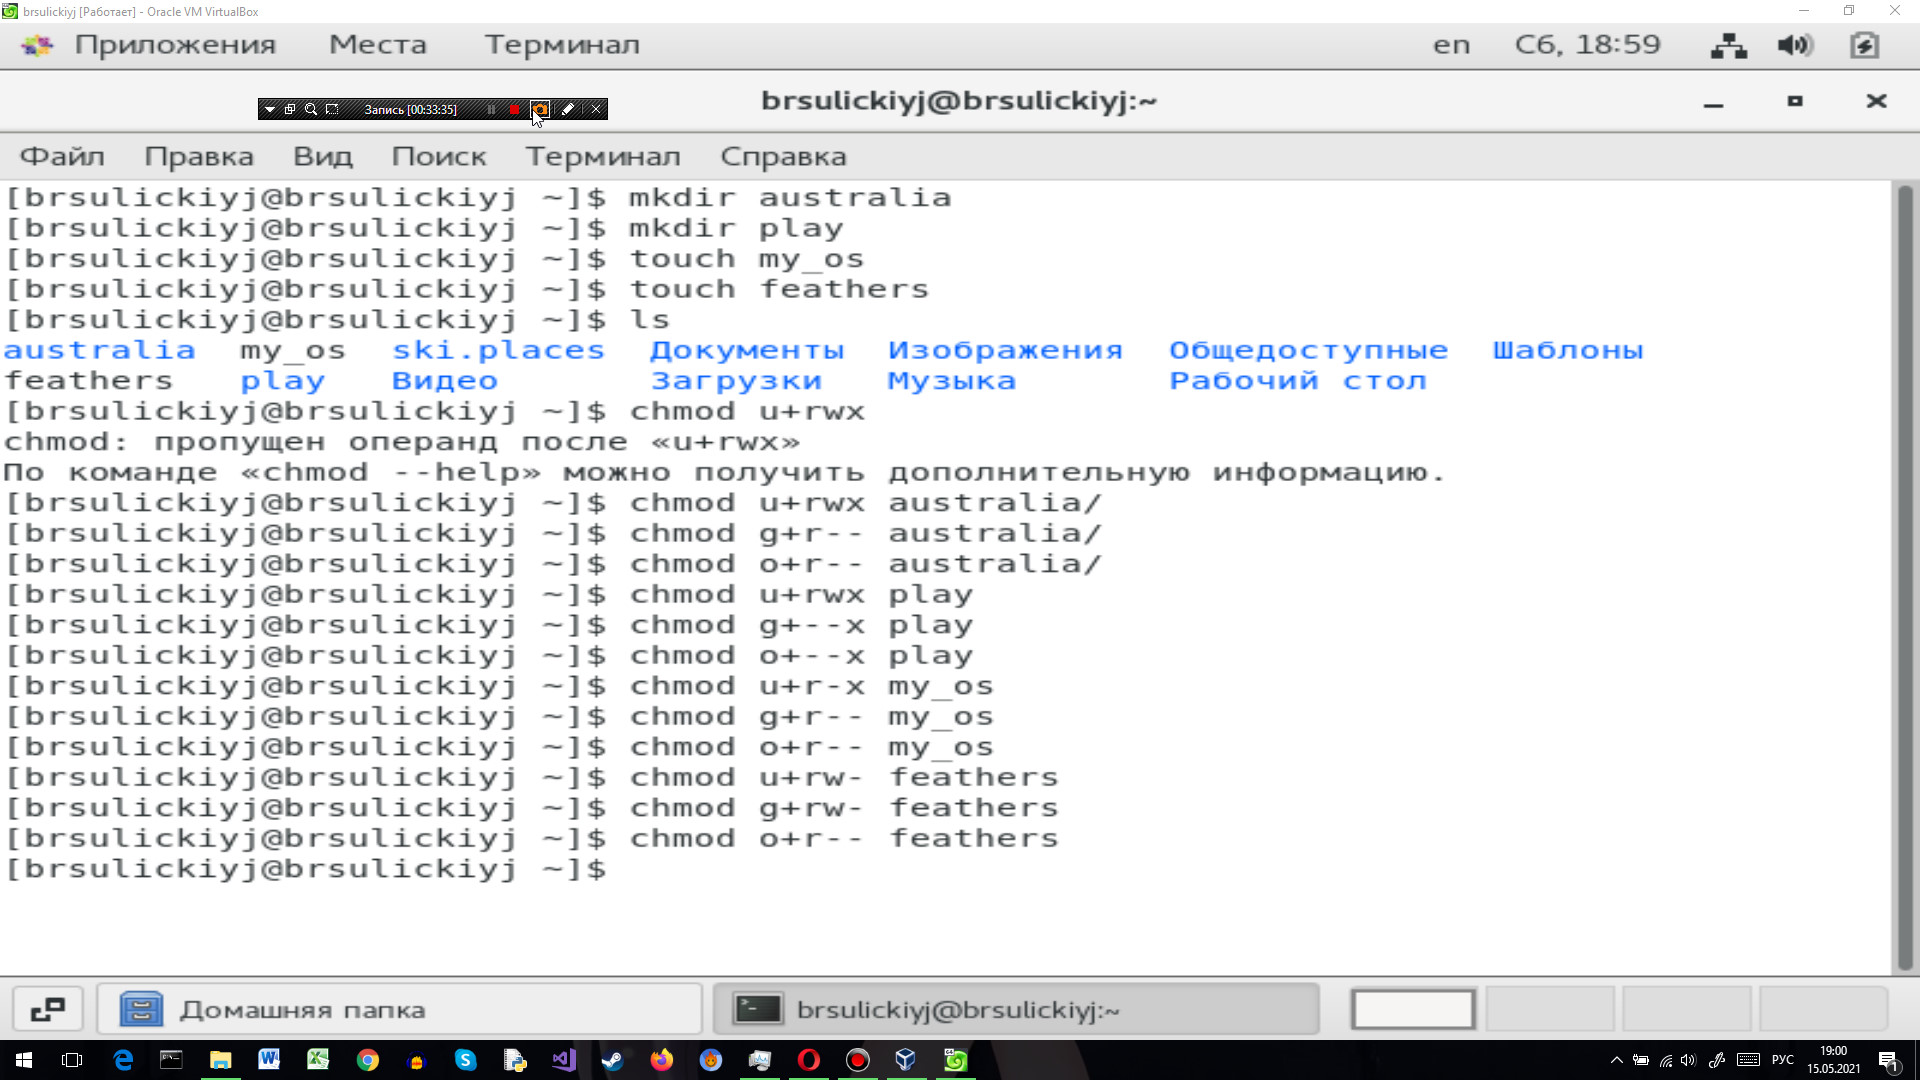 brsulickiyj [Работает] - Oracle VM VirtualBox
Приложения Места Терминал en Сб, 18:59
Запись [00:33:35]
brsulickiyj@brsulickiyj:~
Файл Правка Вид Поиск Терминал Справка
[brsulickiyj@brsulickiyj ~]$ mkdir australia
[brsulickiyj@brsulickiyj ~]$ mkdir play
[brsulickiyj@brsulickiyj ~]$ touch my_os
[brsulickiyj@brsulickiyj ~]$ touch feathers
[brsulickiyj@brsulickiyj ~]$ ls
australia my_os ski.places Документы Изображения Общедоступные Шаблоны
feathers play Видео Загрузки Музыка Рабочий стол
[brsulickiyj@brsulickiyj ~]$ chmod u+rwx
chmod: пропущен операнд после «u+rwx»
По команде «chmod --help» можно получить дополнительную информацию.
[brsulickiyj@brsulickiyj ~]$ chmod u+rwx australia/
[brsulickiyj@brsulickiyj ~]$ chmod g+r-- australia/
[brsulickiyj@brsulickiyj ~]$ chmod o+r-- australia/
[brsulickiyj@brsulickiyj ~]$ chmod u+rwx play
[brsulickiyj@brsulickiyj ~]$ chmod g+--x play
[brsulickiyj@brsulickiyj ~]$ chmod o+--x play
[brsulickiyj@brsulickiyj ~]$ chmod u+r-x my_os
[brsulickiyj@brsulickiyj ~]$ chmod g+r-- my_os
[brsulickiyj@brsulickiyj ~]$ chmod o+r-- my_os
[brsulickiyj@brsulickiyj ~]$ chmod u+rw- feathers
[brsulickiyj@brsulickiyj ~]$ chmod g+rw- feathers
[brsulickiyj@brsulickiyj ~]$ chmod o+r-- feathers
[brsulickiyj@brsulickiyj ~]$
Домашняя папка brsulickiyj@brsulickiyj:~
РУС 19:00
15.05.2021 1